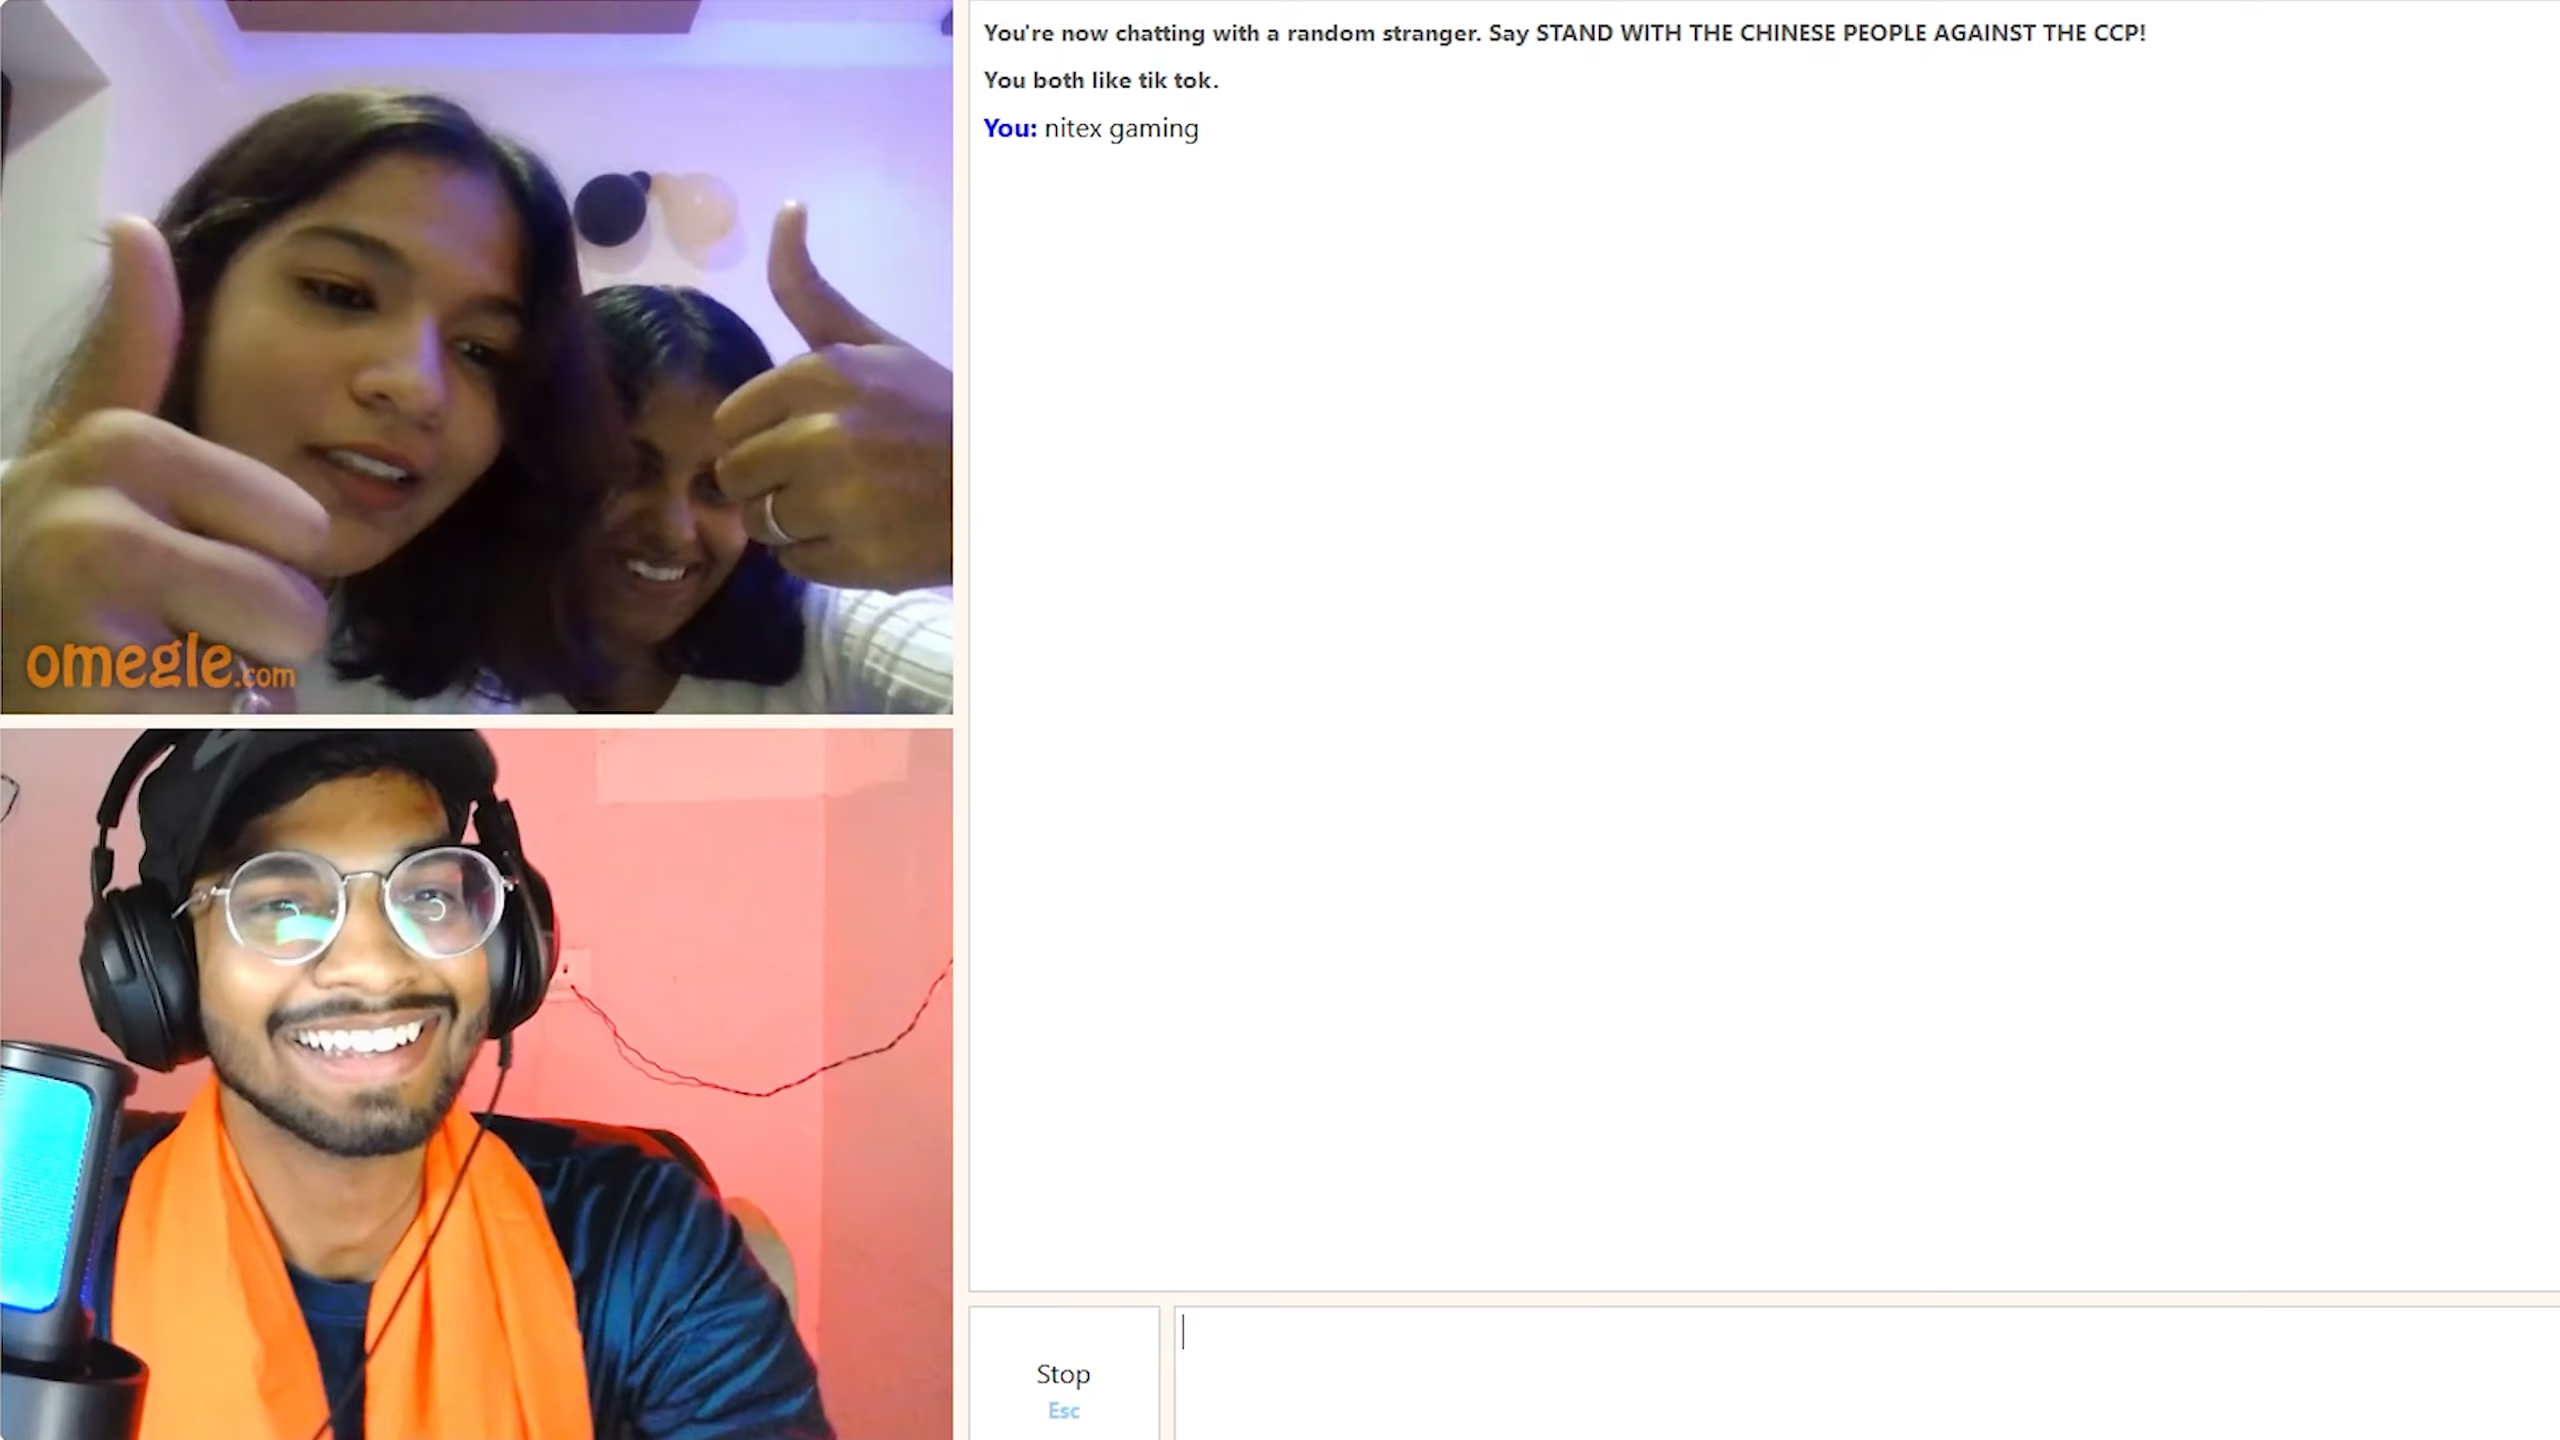 You're now chatting with a random stranger. Say STAND WITH THE CHINESE PEOPLE AGAINST THE CCP!
You both like tik tok.
You: nitex gaming
omegle.com
Stop
Esc